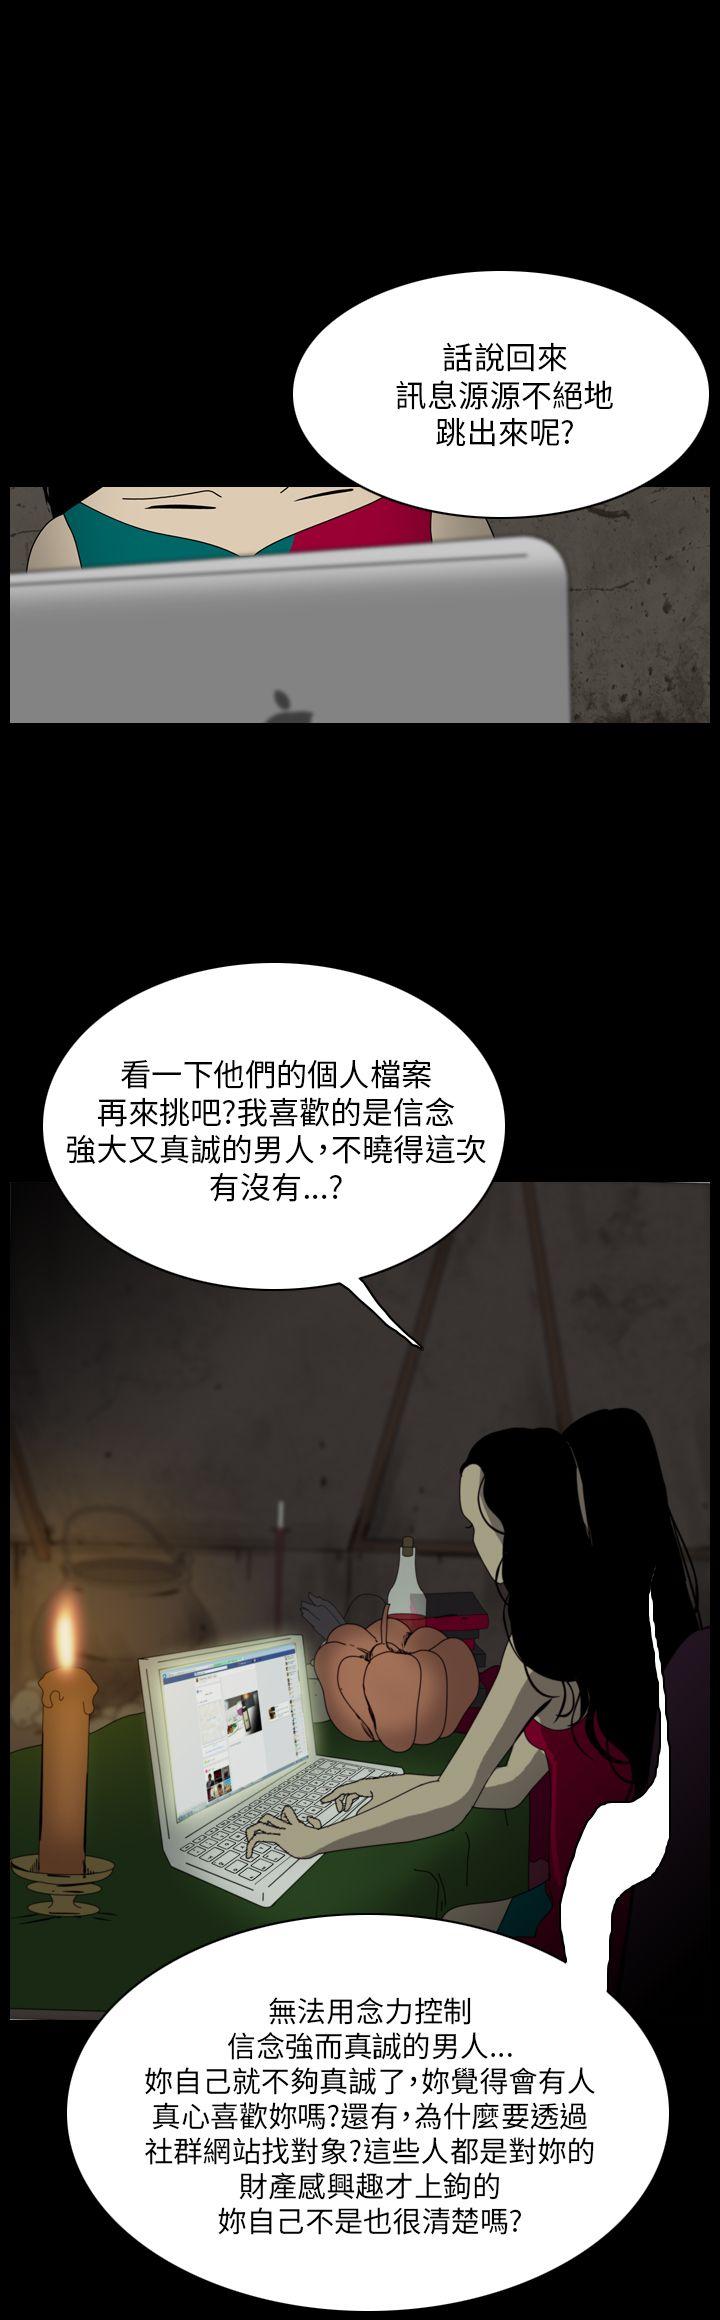 話說回來
訊息源源不絕地
跳出來呢?
看一下他們的個人檔案
再來挑吧?我喜歡的是信念
強大又真誠的男人,不曉得這次
有沒有...?
無法用念力控制
信念強而真誠的男人...
妳自己就不夠真誠了,妳覺得會有人
真心喜歡妳嗎?還有,為什麼要透過
社群網站找對象?這些人都是對妳的
財產感興趣才上鉤的
妳自己不是也很清楚嗎?